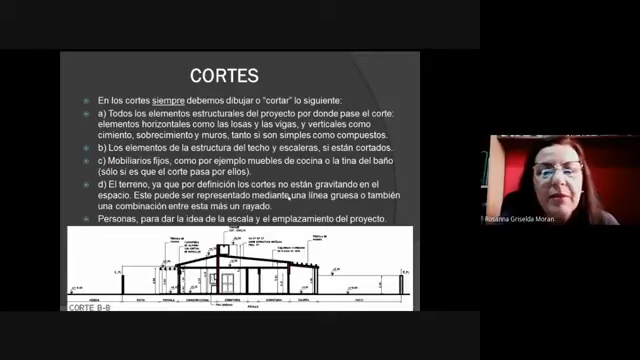 CORTES
En los cortes siempre debemos dibujar o "cortar" lo siguiente:
a) Todos los elementos estructurales del proyecto por donde pase el corte:
elementos horizontales como las losas y las vigas, y verticales como
cimiento, sobrecimiento y muros, tanto si son simples como compuestos.
b) Los elementos de la estructura del techo y escaleras, si están cortados.
c) Mobiliarios fijos, como por ejemplo muebles de cocina o la tina del baño
(sólo si es que el corte pasa por ellos).
d) El terreno, ya que por definición los cortes no están gravitando en el
espacio. Este puede ser representado mediante una línea gruesa o también
una combinación entre esta más un rayado.
Personas, para dar la idea de la escala y el emplazamiento del proyecto.
CORTE B-B
Rosanna Griselda Moran